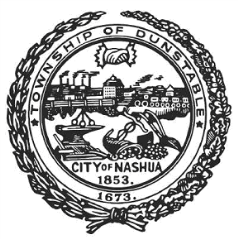 ★ TOWNSHIP OF DUNSTABLE ★
CITY OF NASHUA
1853.
1673.